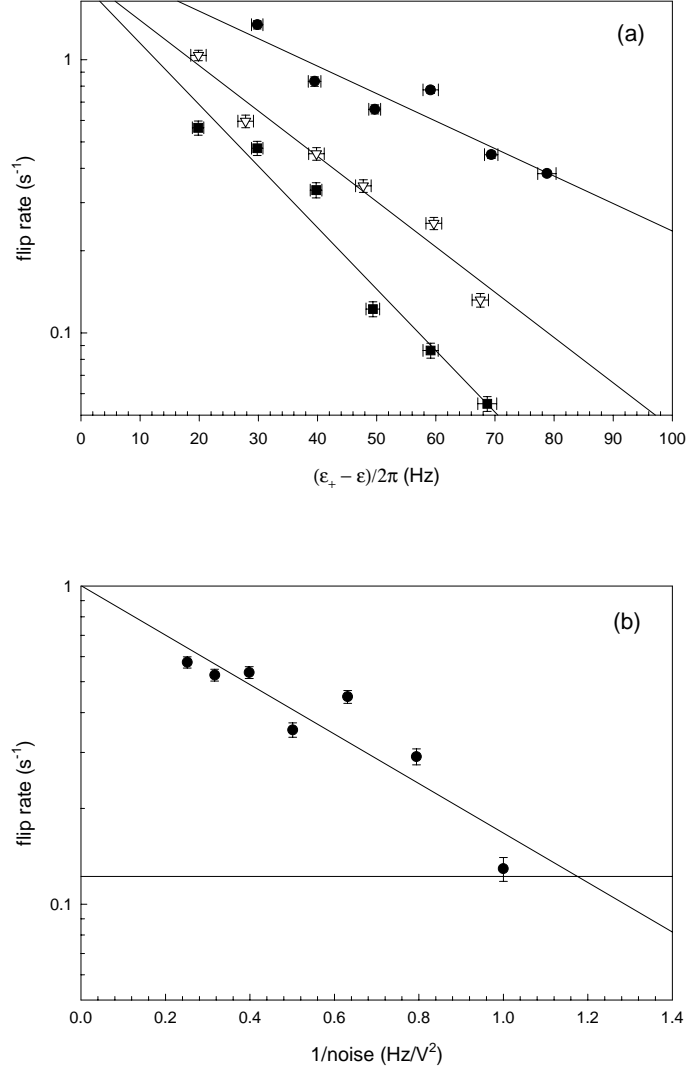 (a)
1
0.1
flip rate (s⁻¹)
0 10 20 30 40 50 60 70 80 90 100
(ε₊ − ε)/2π (Hz)
(b)
1
0.1
flip rate (s⁻¹)
0.0 0.2 0.4 0.6 0.8 1.0 1.2 1.4
1/noise (Hz/V²)